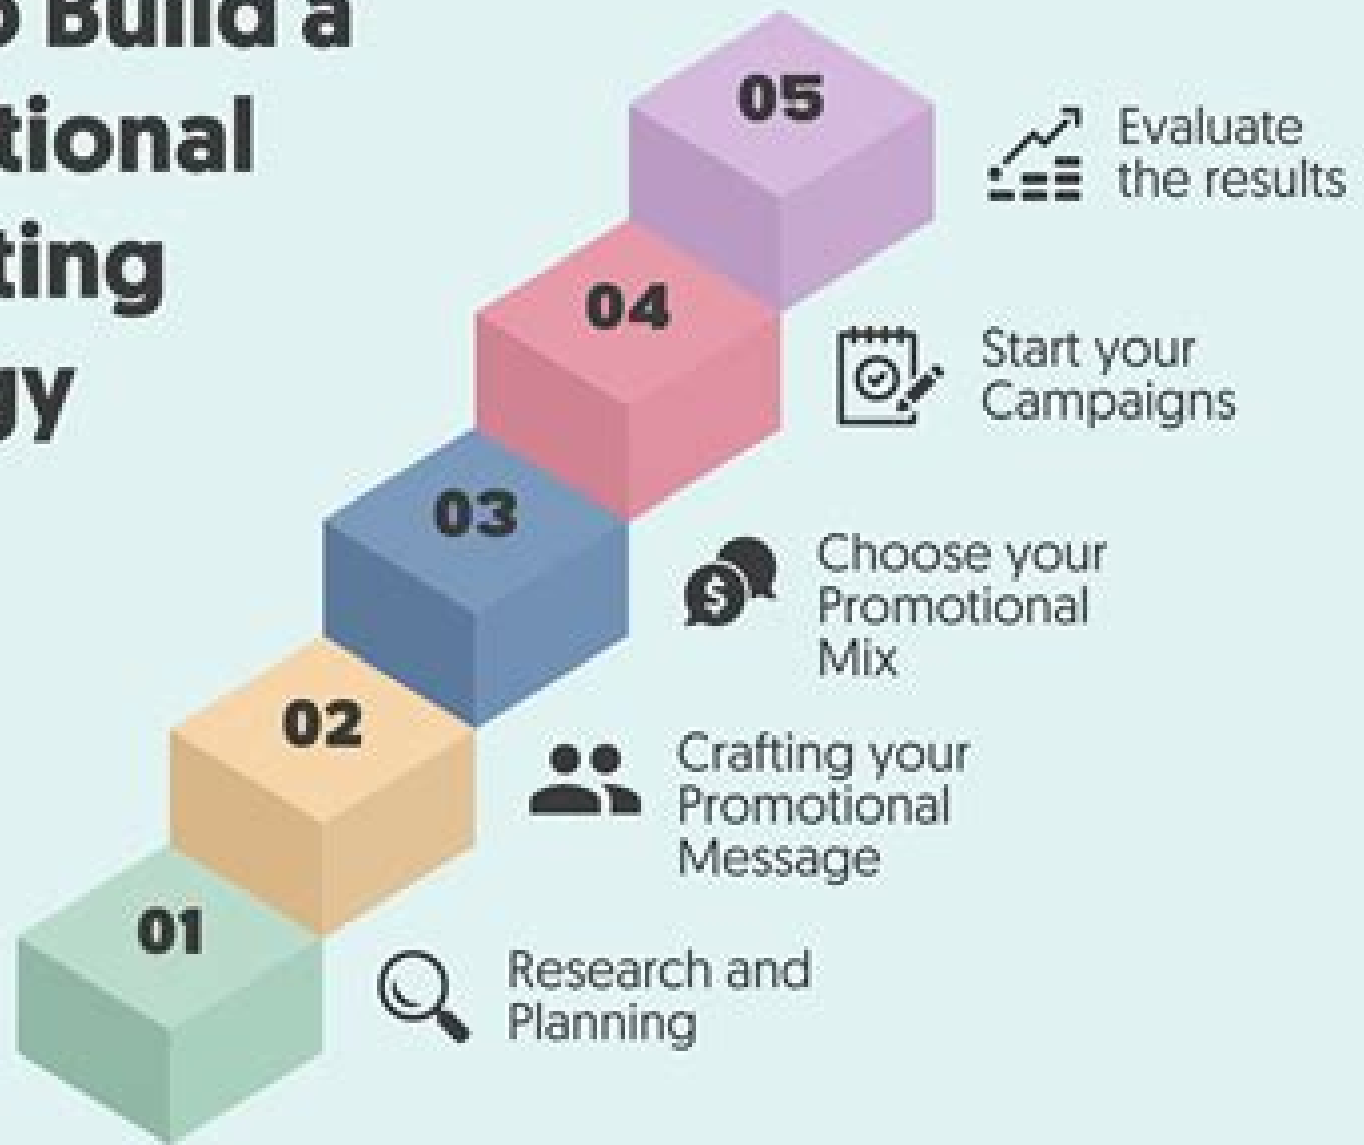 Build a
tional
ting
gy
05
Evaluate
the results
04
Start your
Campaigns
03
Choose your
Promotional
Mix
02
Crafting your
Promotional
Message
01
Research and
Planning